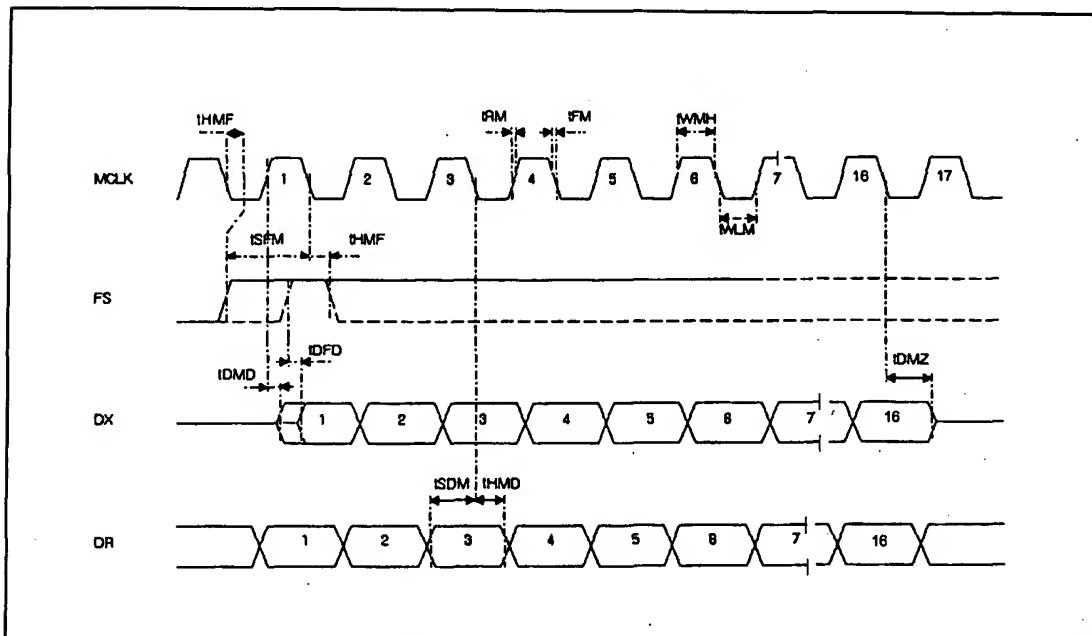 tHMF tRM tFM tWMH
MCLK 1 2 3 4 5 6 7 16 17
tWLM
tSFM tHMF
FS
tDFD
tDMD tDMZ
DX 1 2 3 4 5 6 7 16
tSDM tHMD
DR 1 2 3 4 5 6 7 16